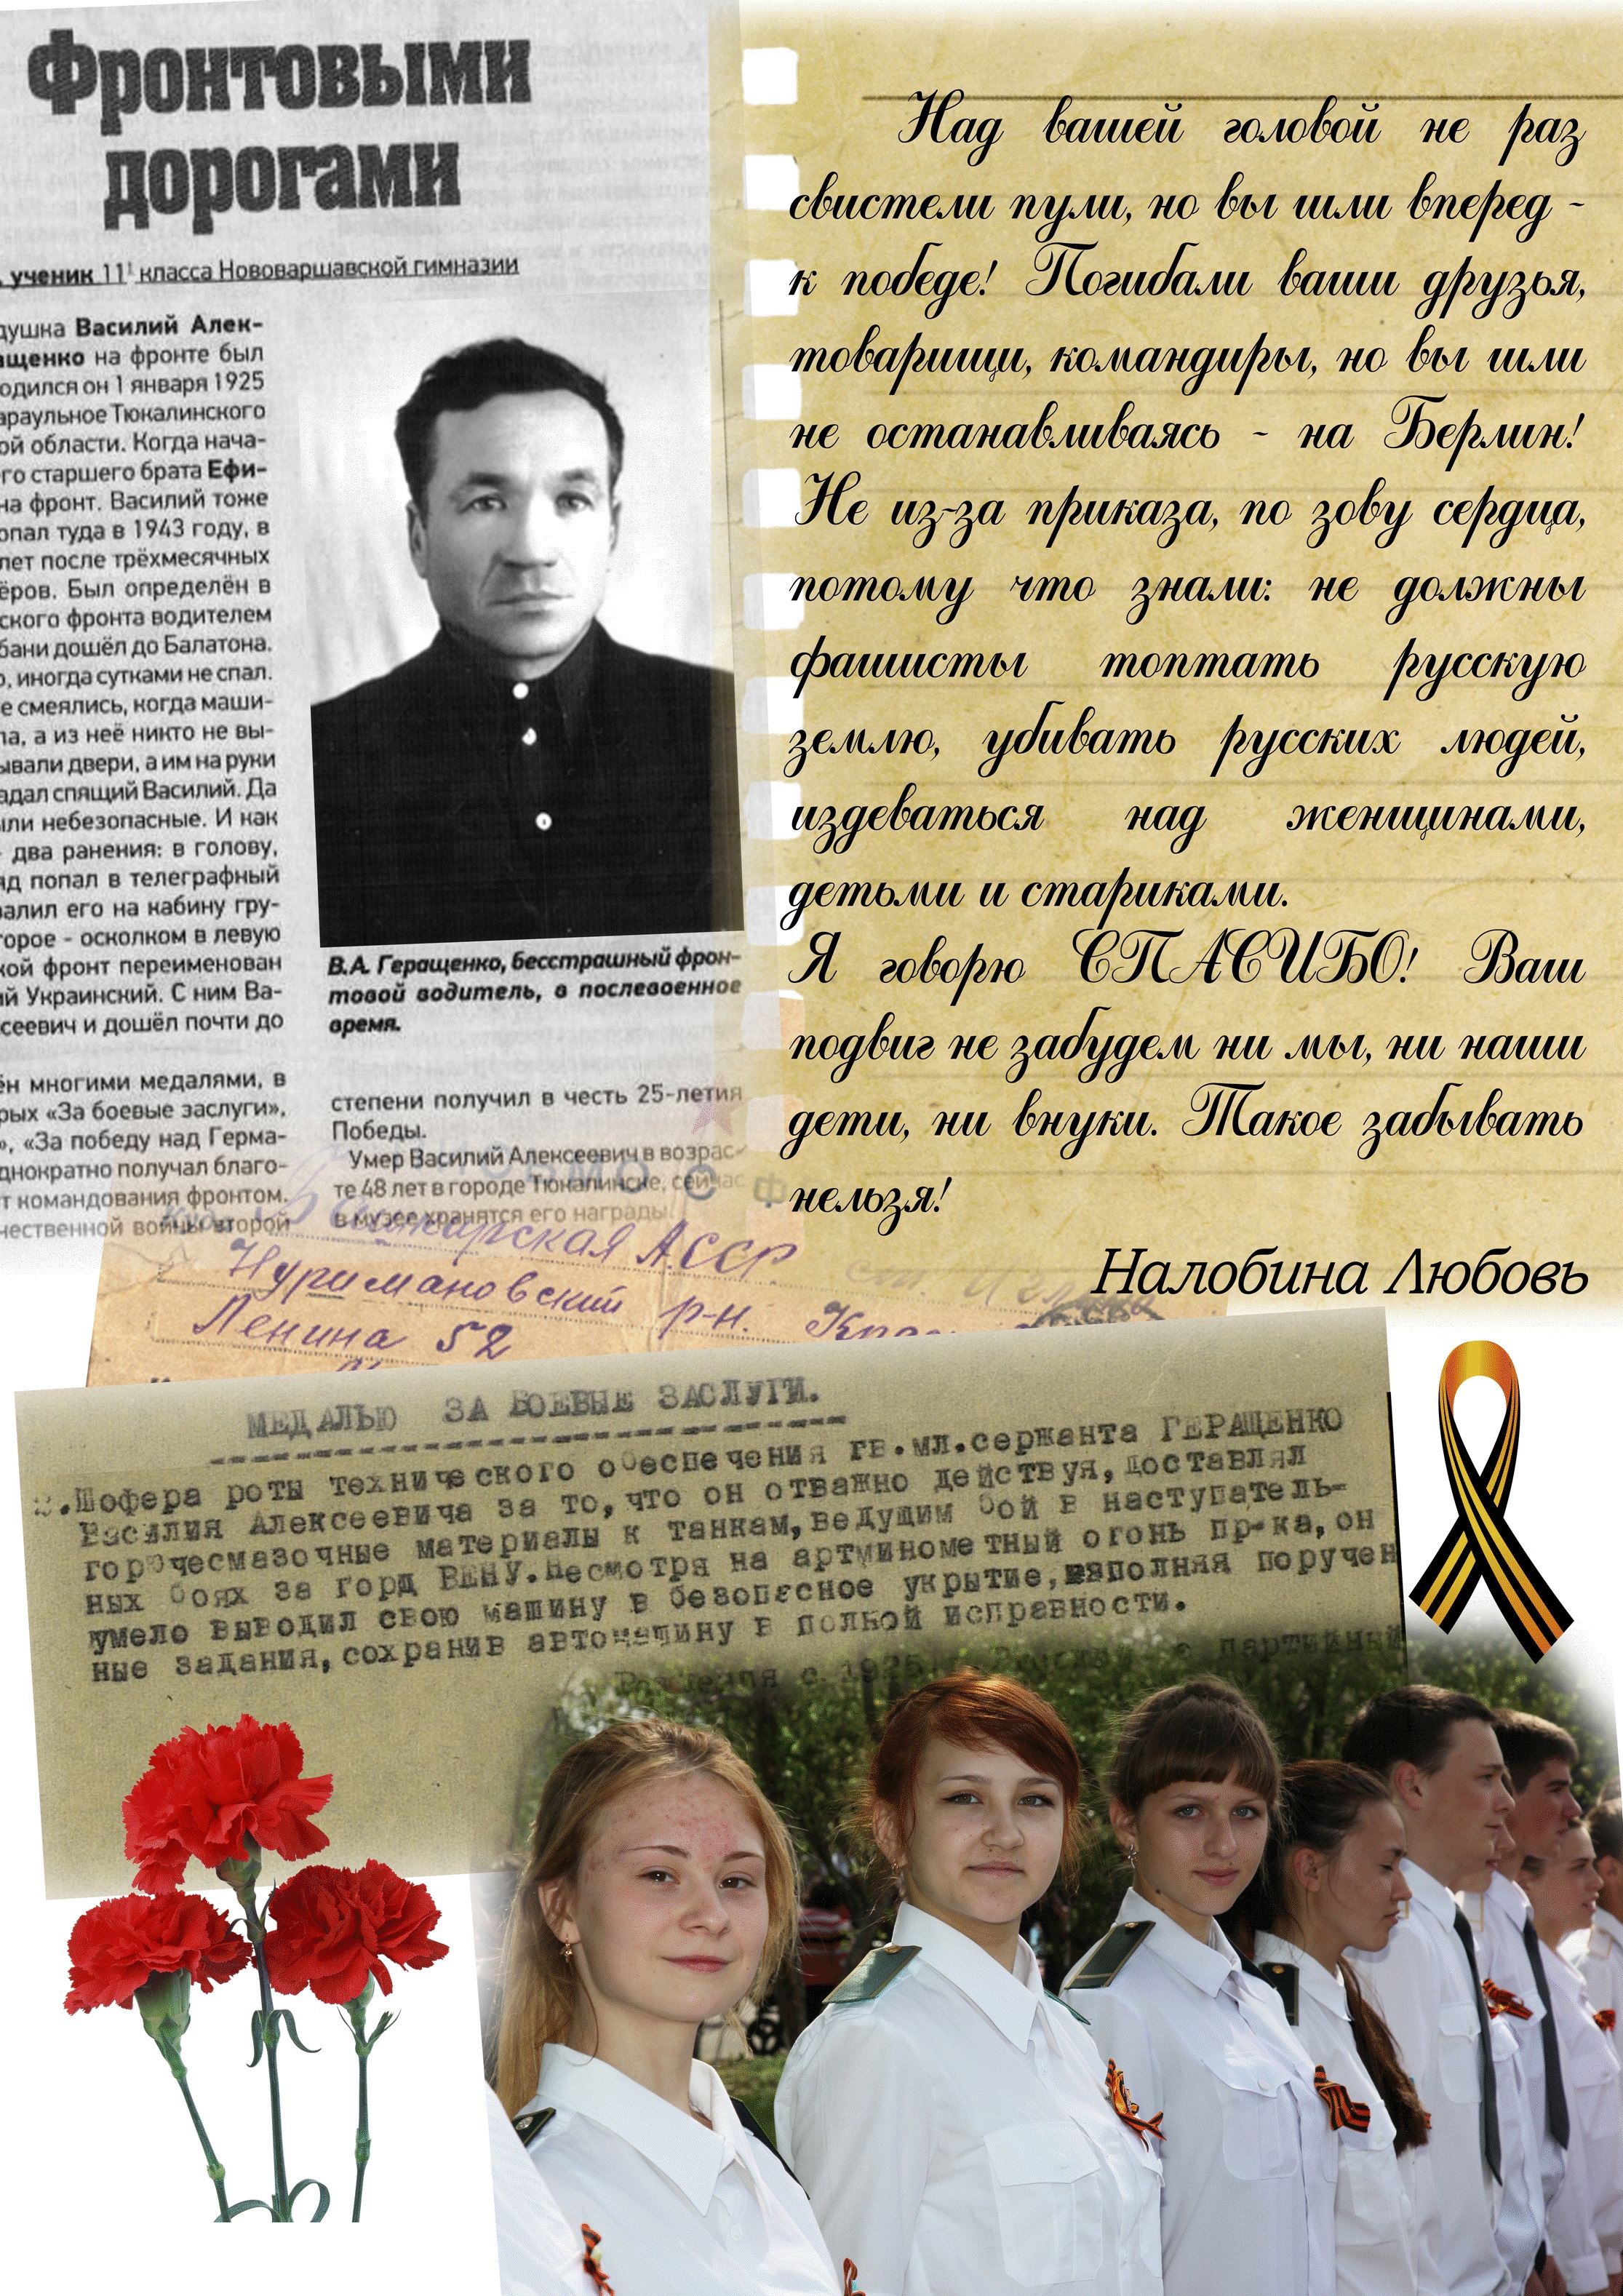 Фронтовыми
дорогами
, ученик 11¹ класса Нововаршавской гимназии
душка Василий Алек-
ащенко на фронте был
одился он 1 января 1925
араульное Тюкалинского
ой области. Когда нача-
го старшего брата Ефи-
на фронт. Василий тоже
опал туда в 1943 году, в
лет после трёхмесячных
ёров. Был определён в
ского фронта водителем
бани дошёл до Балатона.
о, иногда сутками не спал.
е смеялись, когда маши-
ла, а из неё никто не вы-
ывали двери, а им на руки
адал спящий Василий. Да
ыли небезопасные. И как
- два ранения: в голову,
яд попал в телеграфный
валил его на кабину гру-
торое - осколком в левую
кой фронт переименован
ий Украинский. С ним Ва-
сеевич и дошёл почти до
ён многими медалями, в
рых «За боевые заслуги»,
», «За победу над Герма-
днократно получал благо-
т командования фронтом.
чественной войны второй
В.А. Геращенко, бесстрашный фрон-
товой водитель, в послевоенное
время.
степени получил в честь 25-летия
Победы.
Умер Василий Алексеевич в возрас-
те 48 лет в городе Тюкалинске, сейчас
в музее хранятся его награды.
Над вашей головой не раз
свистели пули, но вы шли вперед -
к победе! Погибали ваши друзья,
товарищи, командиры, но вы шли
не останавливаясь - на Берлин!
Не из-за приказа, по зову сердца,
потому что знали: не должны
фашисты топтать русскую
землю, убивать русских людей,
издеваться над женщинами,
детьми и стариками.
Я говорю СПАСИБО! Ваш
подвиг не забудем ни мы, ни наши
дети, ни внуки. Такое забывать
нельзя!
Налобина Любовь
Башкирская АССР
Нуримановский р-н.
Ленина 52
МЕДАЛЬЮ ЗА БОЕВЫЕ ЗАСЛУГИ.
.Шофера роты технического обеспечения гв.мл.сержанта ГЕРАЩЕНКО
Василия Алексеевича за то,что он отважно действуя,доставлял
горючесмазочные материалы к танкам,ведущим бой в наступатель-
ных боях за горд ВЕНУ.Несмотря на артминометный огонь пр-ка,он
умело выводил свою машину в безопасное укрытие,выполняя поручен
ные задания,сохранив автомашину в полной исправности.
партийный